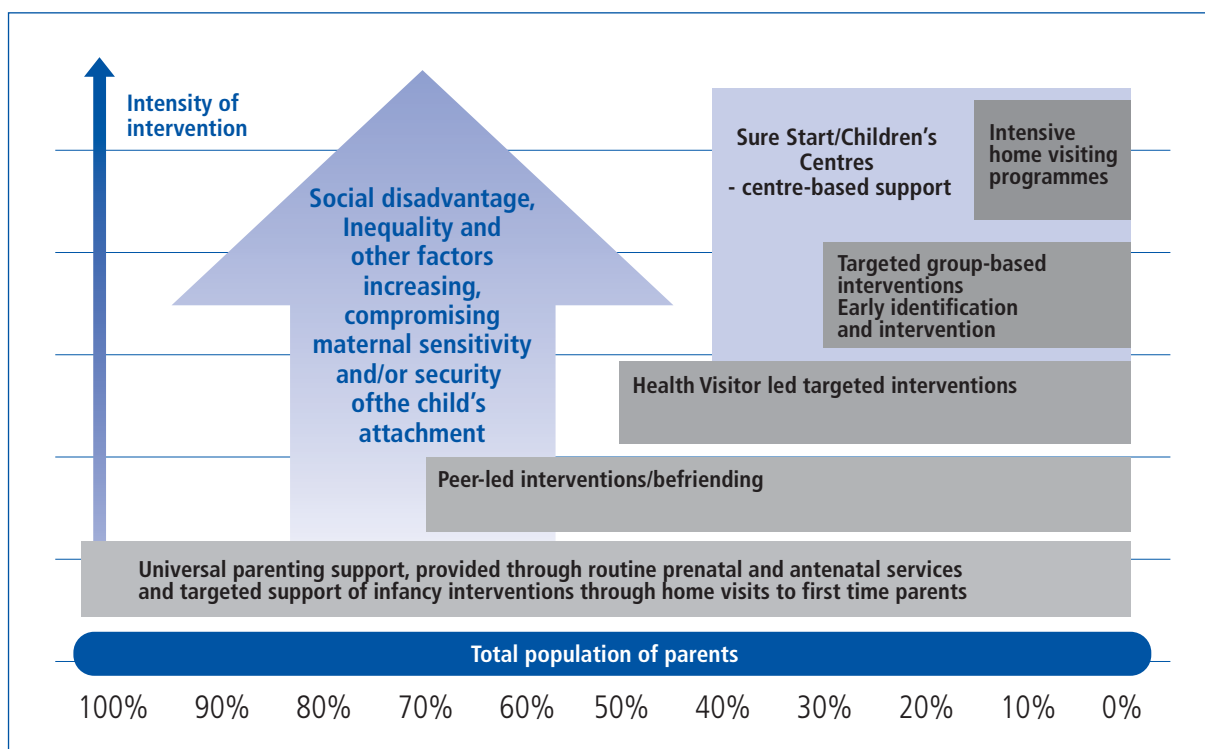 Intensity of
intervention
Social disadvantage,
Inequality and
other factors
increasing,
compromising
maternal sensitivity
and/or security
ofthe child's
attachment
Sure Start/Children's
Centres
- centre-based support
Intensive
home visiting
programmes
Targeted group-based
interventions
Early identification
and intervention
Health Visitor led targeted interventions
Peer-led interventions/befriending
Universal parenting support, provided through routine prenatal and antenatal services
and targeted support of infancy interventions through home visits to first time parents
Total population of parents
100% 90% 80% 70% 60% 50% 40% 30% 20% 10% 0%